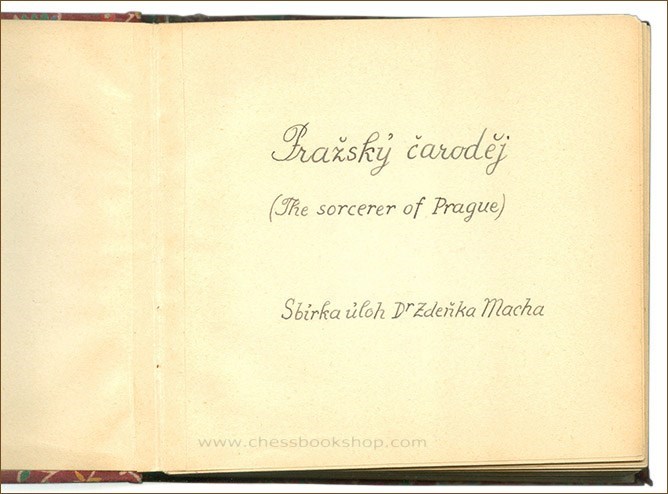 Pražský čaroděj
(The sorcerer of Prague)
Sbírka úloh Dr Zdeňka Macha
www.chessbookshop.com